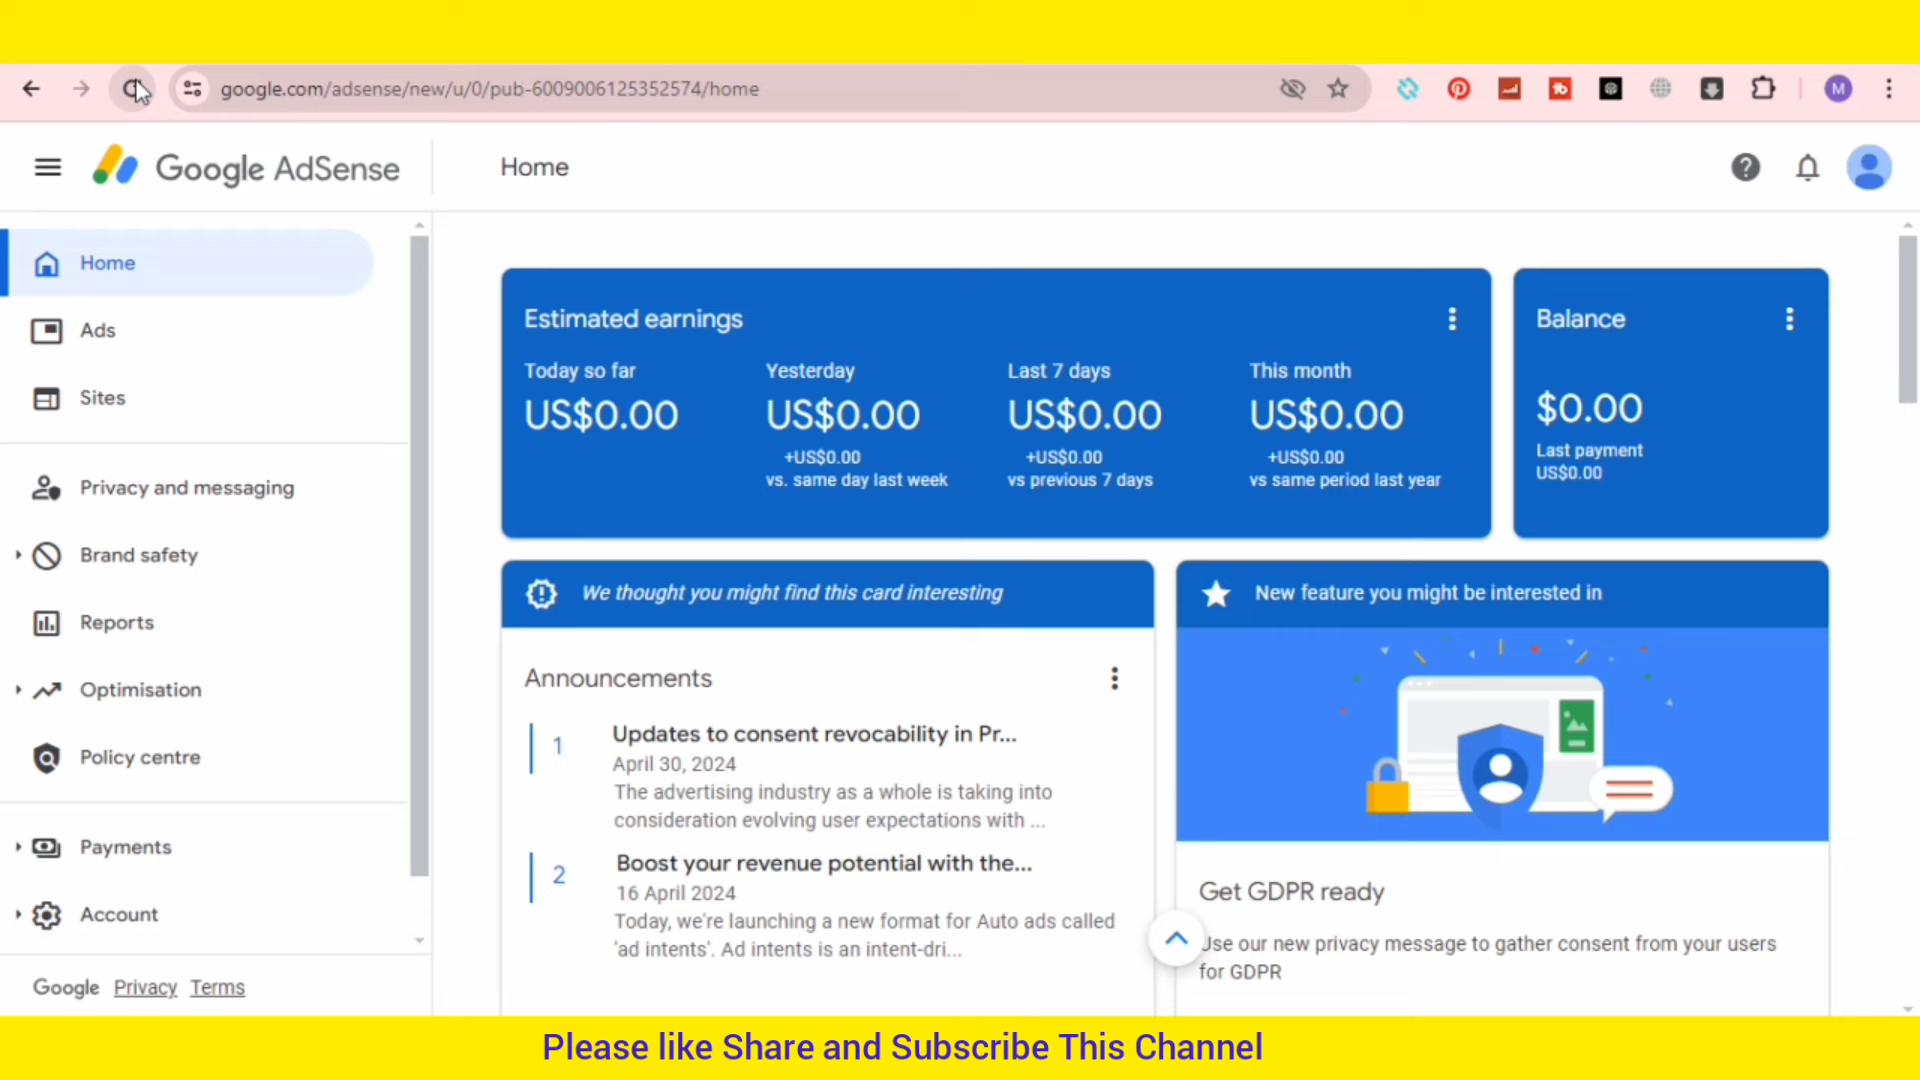 google.com/adsense/new/u/0/pub-6009006125352574/home
M
Google AdSense
Home
Home
Ads
Sites
Privacy and messaging
Brand safety
Reports
Optimisation
Policy centre
Payments
Account
Google Privacy Terms
Estimated earnings
Today so far
US$0.00
Yesterday
US$0.00
+US$0.00
vs. same day last week
Last 7 days
US$0.00
+US$0.00
vs previous 7 days
This month
US$0.00
+US$0.00
vs same period last year
Balance
$0.00
Last payment
US$0.00
We thought you might find this card interesting
Announcements
1
Updates to consent revocability in Pr...
April 30, 2024
The advertising industry as a whole is taking into
consideration evolving user expectations with ...
2
Boost your revenue potential with the...
16 April 2024
Today, we're launching a new format for Auto ads called
'ad intents'. Ad intents is an intent-dri...
New feature you might be interested in
Get GDPR ready
Use our new privacy message to gather consent from your users
for GDPR
Please like Share and Subscribe This Channel